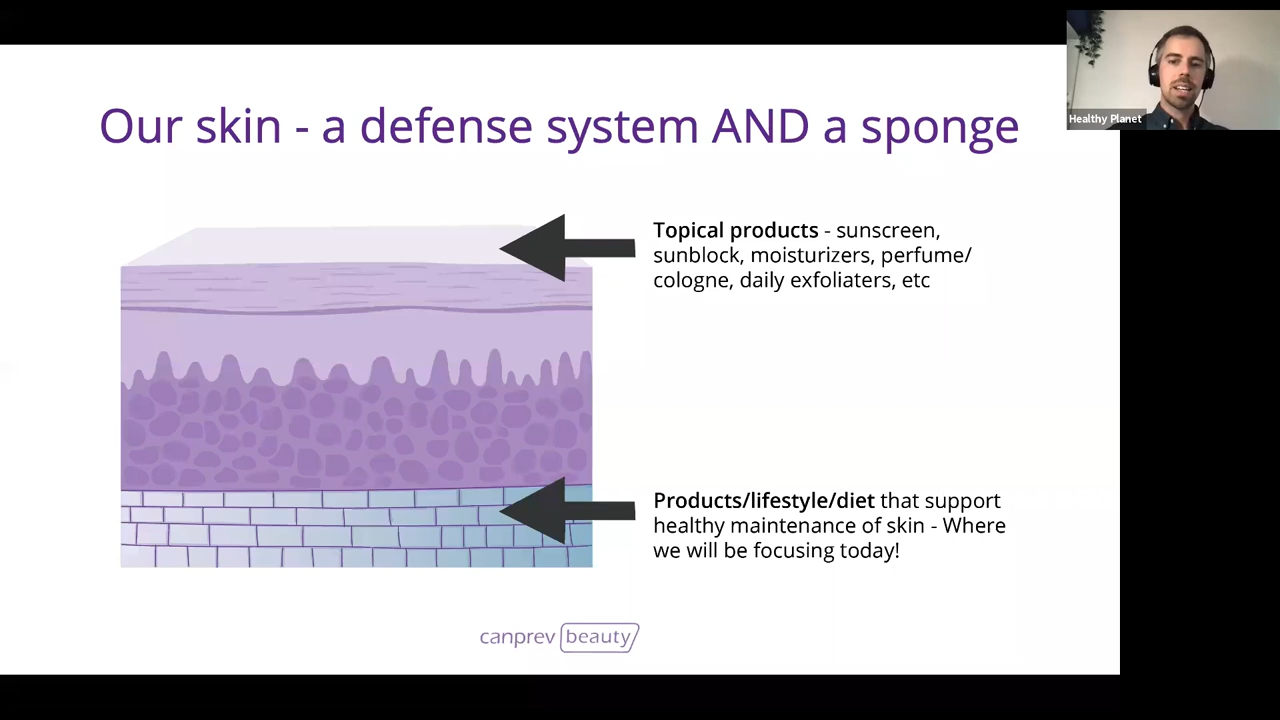 Our skin - a defense system AND a sponge
Healthy Planet
Topical products - sunscreen,
sunblock, moisturizers, perfume/
cologne, daily exfoliaters, etc
Products/lifestyle/diet that support
healthy maintenance of skin - Where
we will be focusing today!
canprev beauty